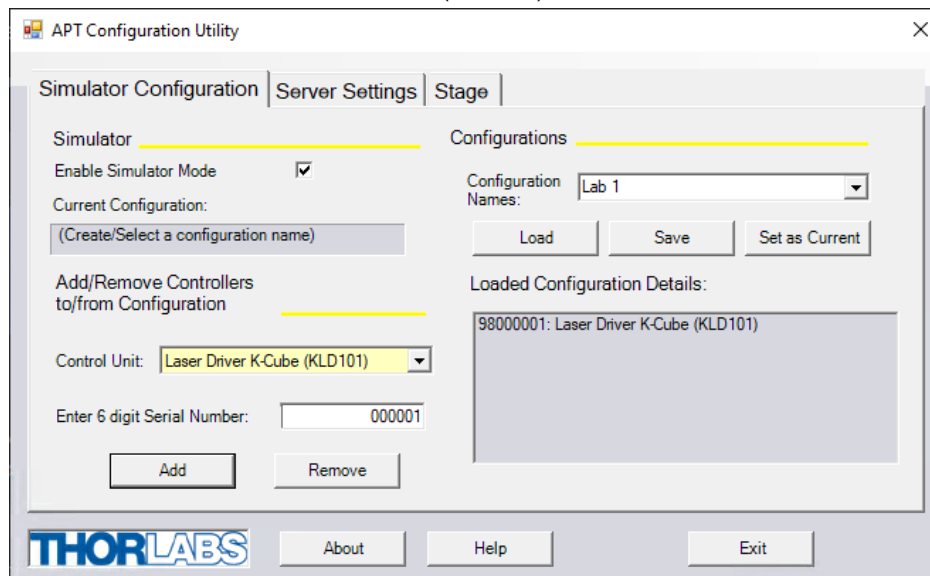 APT Configuration Utility
Simulator Configuration
Server Settings
Stage
Simulator
Enable Simulator Mode
Current Configuration:
(Create/Select a configuration name)
Add/Remove Controllers
to/from Configuration
Control Unit:
Laser Driver K-Cube (KLD101)
Enter 6 digit Serial Number:
000001
Add
Remove
Configurations
Configuration
Names:
Lab 1
Load
Save
Set as Current
Loaded Configuration Details:
98000001: Laser Driver K-Cube (KLD101)
THORLABS
About
Help
Exit